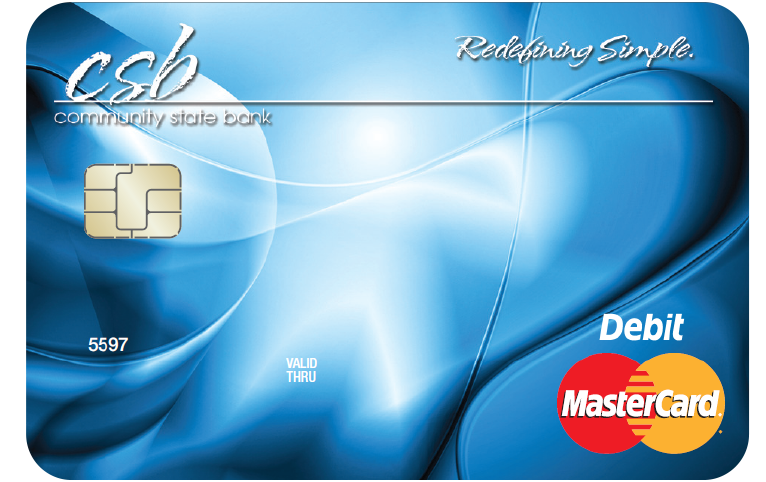 csb
Redefining Simple.
community state bank
5597
VALID
THRU
Debit
MasterCard